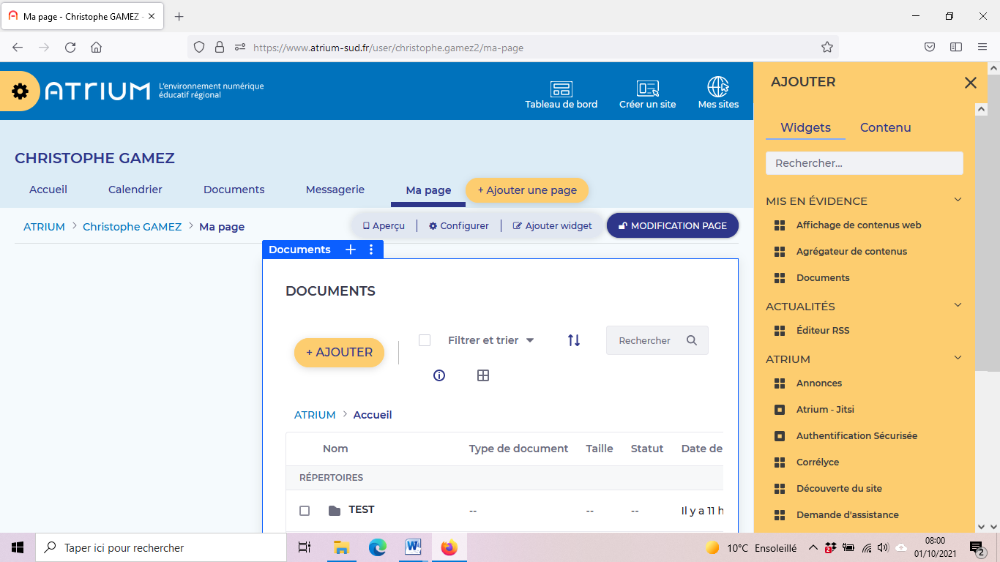 Ma page - Christophe GAMEZ -
https://www.atrium-sud.fr/user/christophe.gamez2/ma-page
ATRIUM L'environnement numérique
éducatif régional
Tableau de bord Créer un site Mes sites
CHRISTOPHE GAMEZ
Accueil Calendrier Documents Messagerie Ma page + Ajouter une page
ATRIUM > Christophe GAMEZ > Ma page
Aperçu Configurer Ajouter widget MODIFICATION PAGE
Documents
DOCUMENTS
+ AJOUTER
Filtrer et trier
Rechercher
ATRIUM > Accueil
Nom Type de document Taille Statut Date de
RÉPERTOIRES
TEST -- -- -- Il y a 11 h
AJOUTER
Widgets Contenu
Rechercher...
MIS EN ÉVIDENCE
Affichage de contenus web
Agrégateur de contenus
Documents
ACTUALITÉS
Éditeur RSS
ATRIUM
Annonces
Atrium - Jitsi
Authentification Sécurisée
Corrélyce
Découverte du site
Demande d'assistance
Taper ici pour rechercher
10°C Ensoleillé
08:00
01/10/2021
2